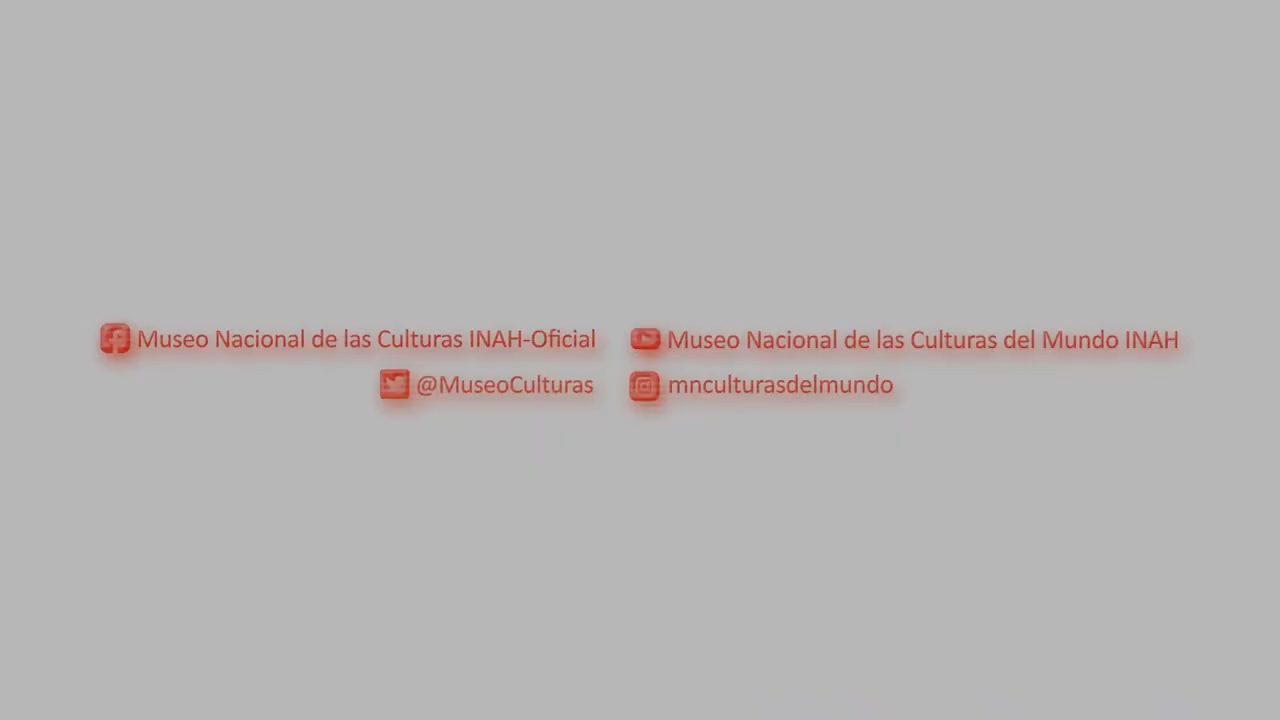 Museo Nacional de las Culturas INAH-Oficial
Museo Nacional de las Culturas del Mundo INAH
@MuseoCulturas
mnculturasdelmundo